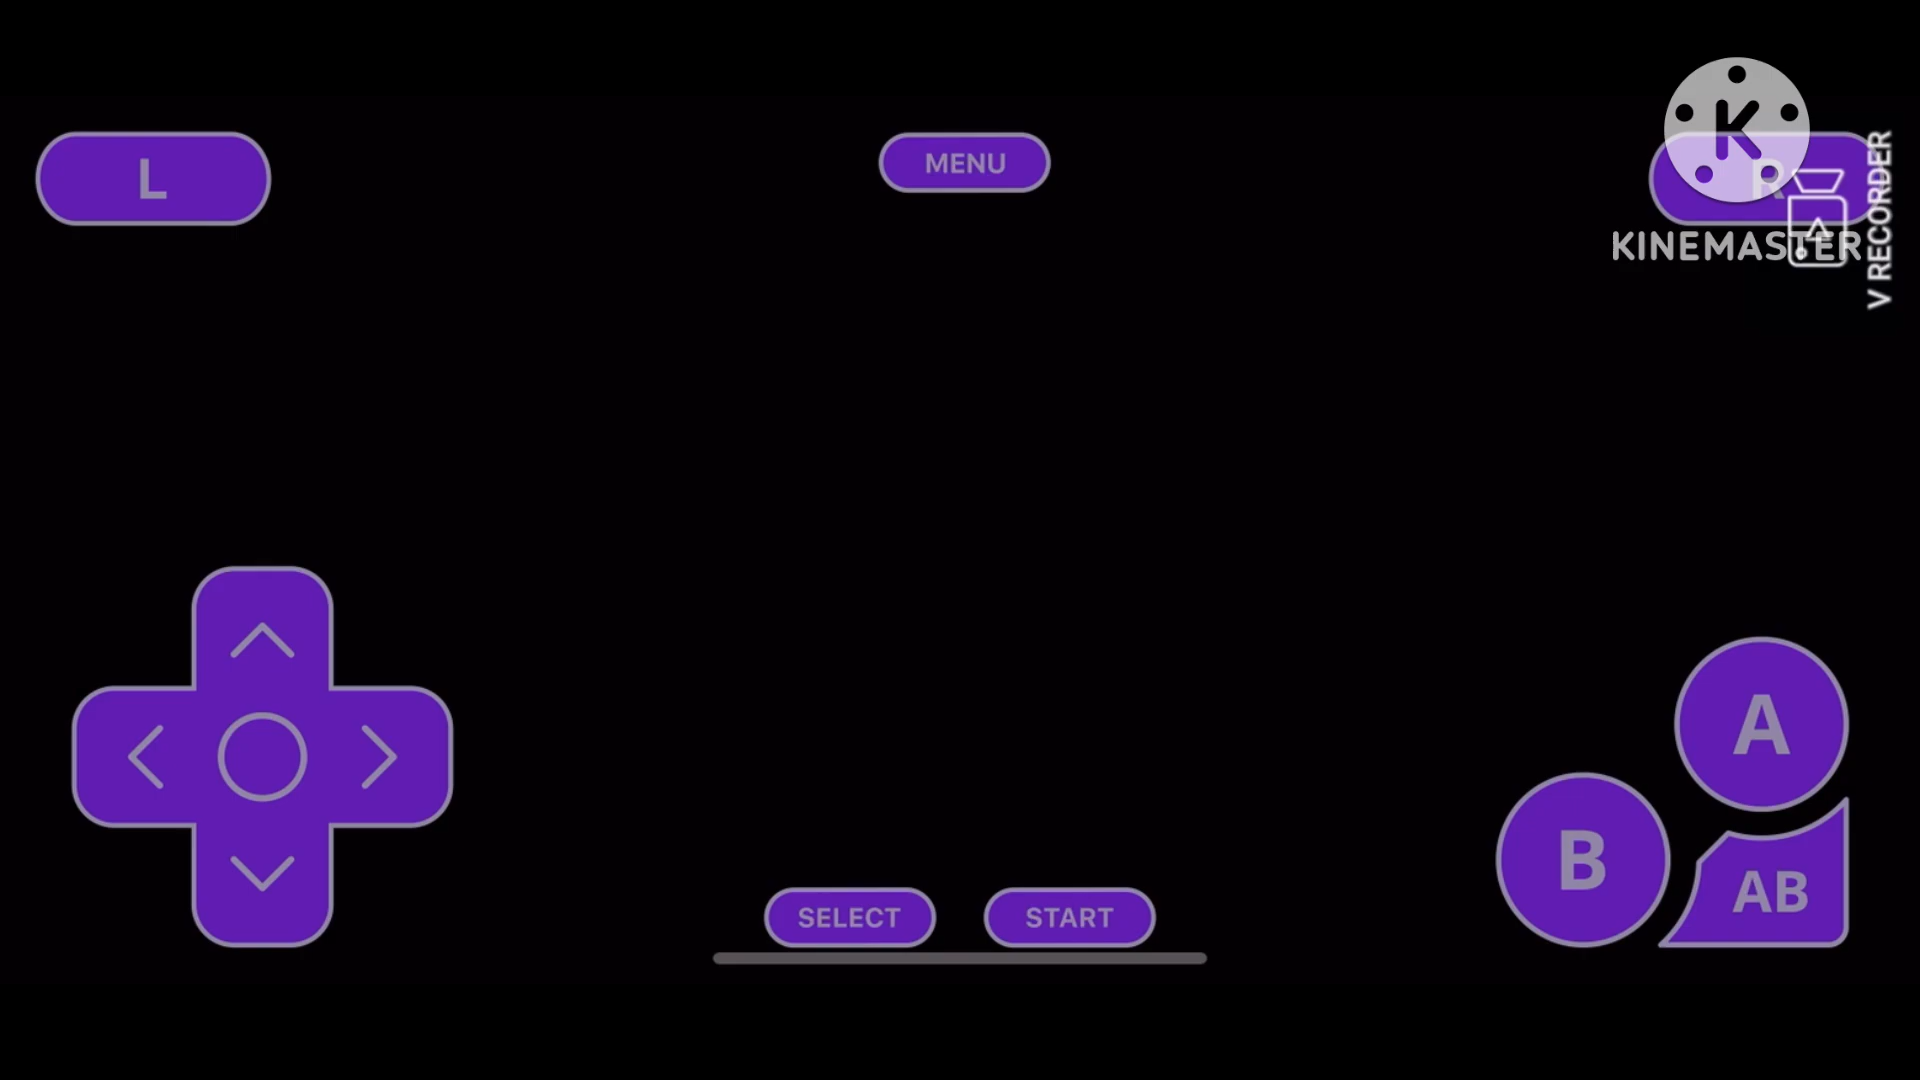 L
MENU
R
K
KINEMASTER
V RECORDER
A
B
AB
SELECT
START